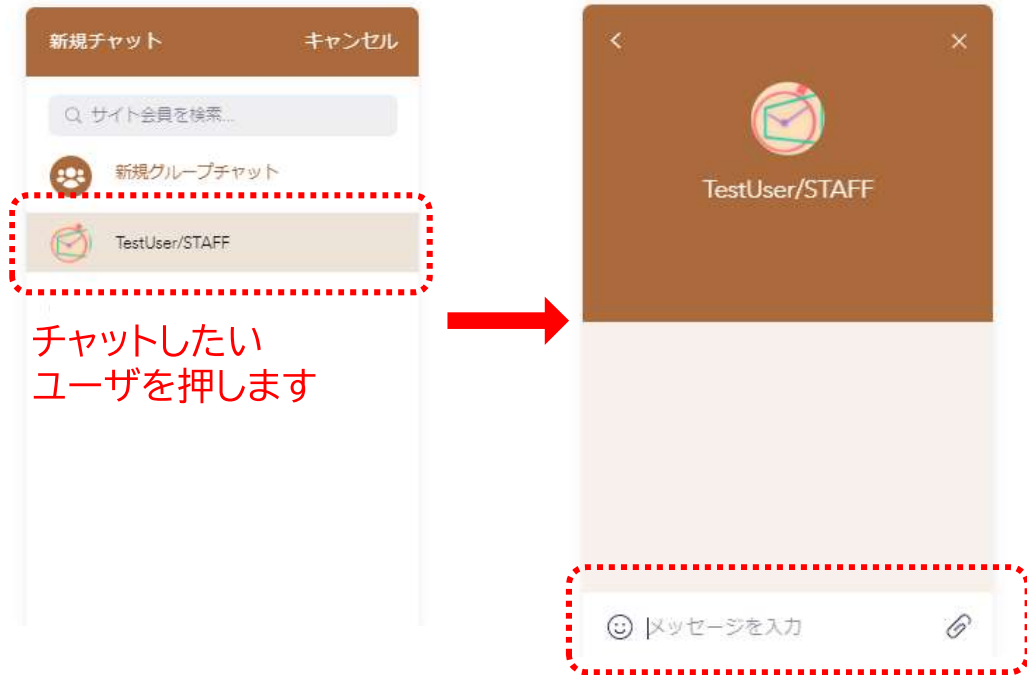 新規チャット
キャンセル
サイト会員を検索...
新規グループチャット
TestUser/STAFF
チャットしたい
ユーザを押します
TestUser/STAFF
メッセージを入力